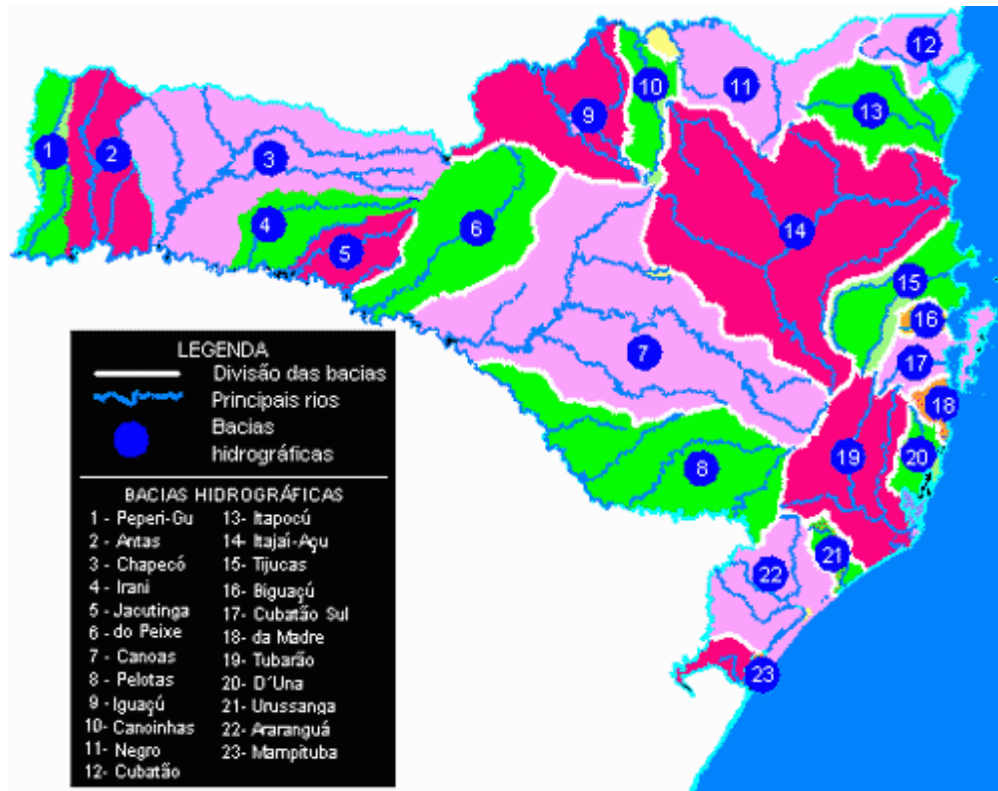 1
2
3
4
5
6
7
8
9
10
11
12
13
14
15
16
17
18
19
20
21
22
23
LEGENDA
Divisão das bacias
Principais rios
Bacias
hidrográficas
BACIAS HIDROGRÁFICAS
1 - Peperi-Gu
2 - Antas
3 - Chapecó
4 - Irani
5 - Jacutinga
6 - do Peixe
7 - Canoas
8 - Pelotas
9 - Iguaçú
10- Canoinhas
11- Negro
12- Cubatão
13- Itapocú
14- Itajaí-Açu
15- Tijucas
16- Biguaçú
17- Cubatão Sul
18- da Madre
19- Tubarão
20- D´Una
21- Urussanga
22- Araranguá
23- Mampituba